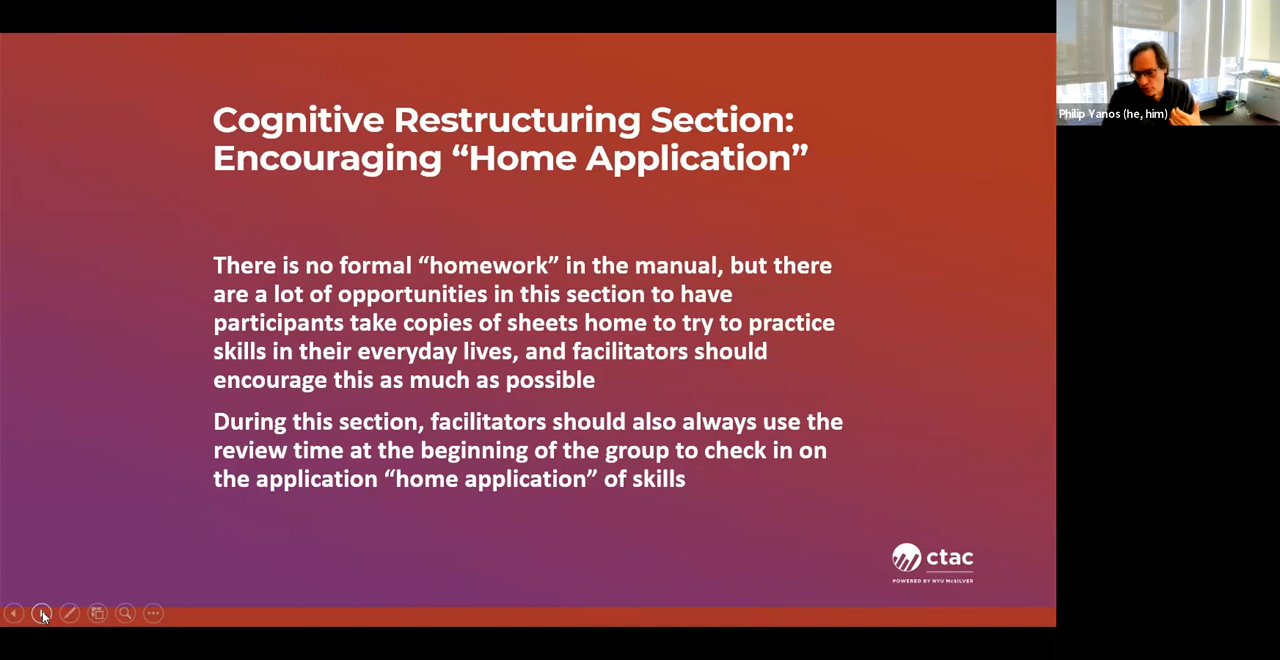 Cognitive Restructuring Section:
Encouraging “Home Application”
There is no formal “homework” in the manual, but there
are a lot of opportunities in this section to have
participants take copies of sheets home to try to practice
skills in their everyday lives, and facilitators should
encourage this as much as possible
During this section, facilitators should also always use the
review time at the beginning of the group to check in on
the application “home application” of skills
ctac
POWERED BY NYU McSILVER
Philip Yanos (he, him)